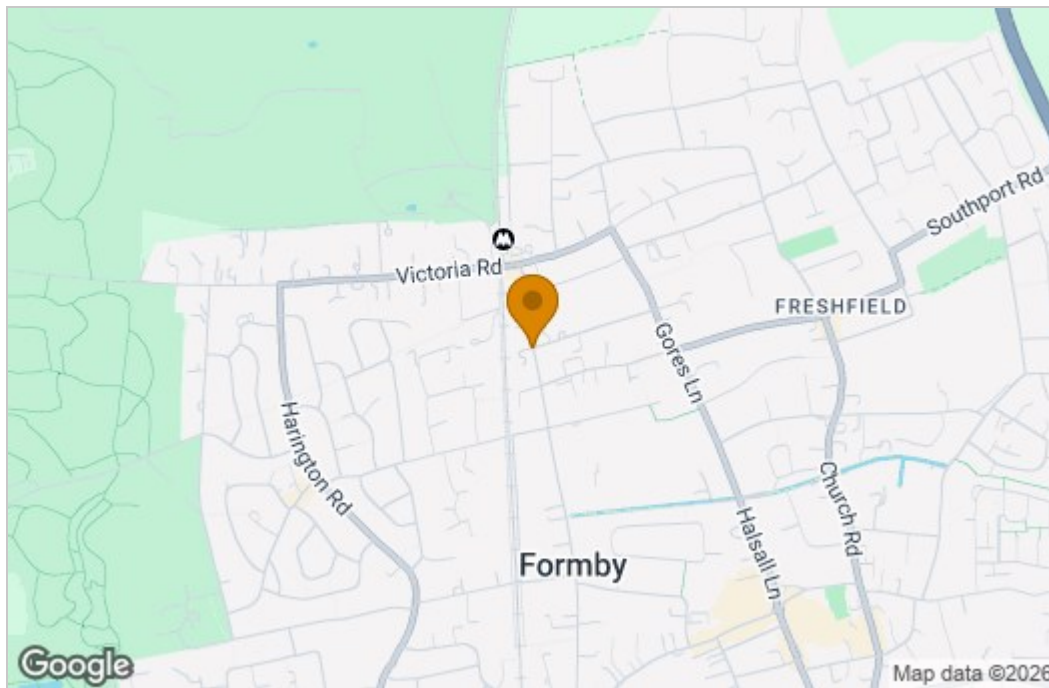 Southport Rd
Victoria Rd
FRESHFIELD
Gores Ln
Harington Rd
Church Rd
Halsall Ln
Formby
Google
Map data ©2026